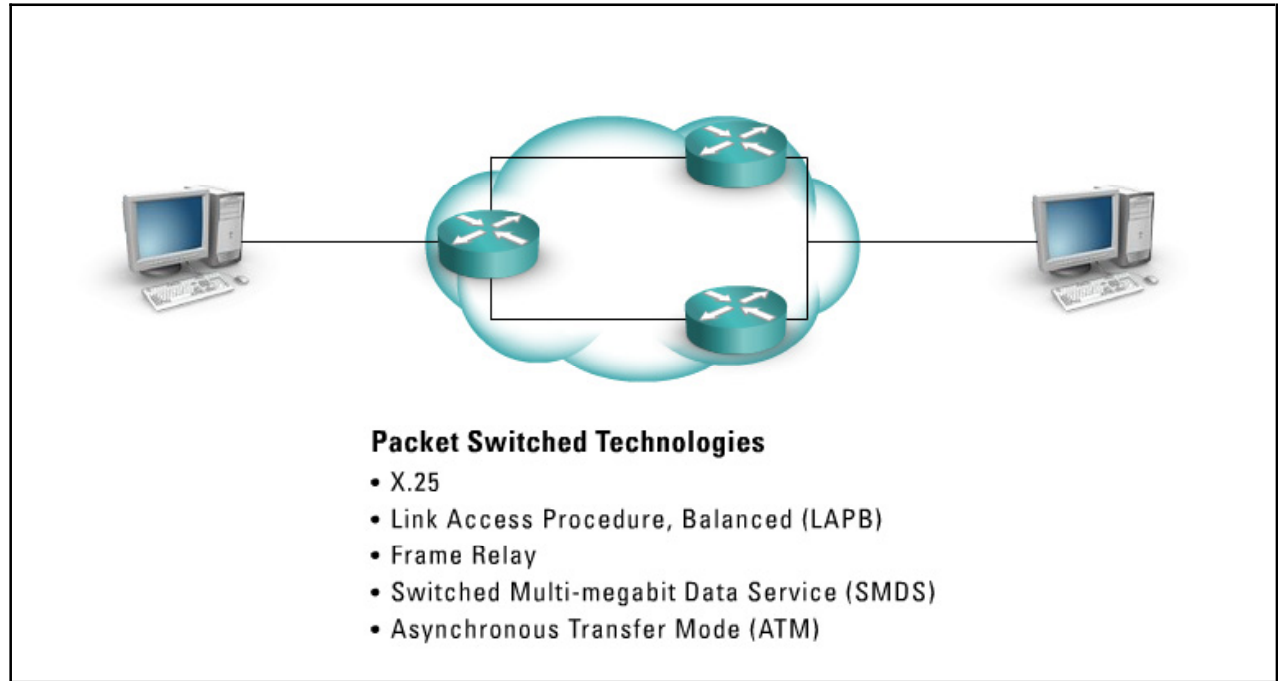 Packet Switched Technologies
• X.25
• Link Access Procedure, Balanced (LAPB)
• Frame Relay
• Switched Multi-megabit Data Service (SMDS)
• Asynchronous Transfer Mode (ATM)